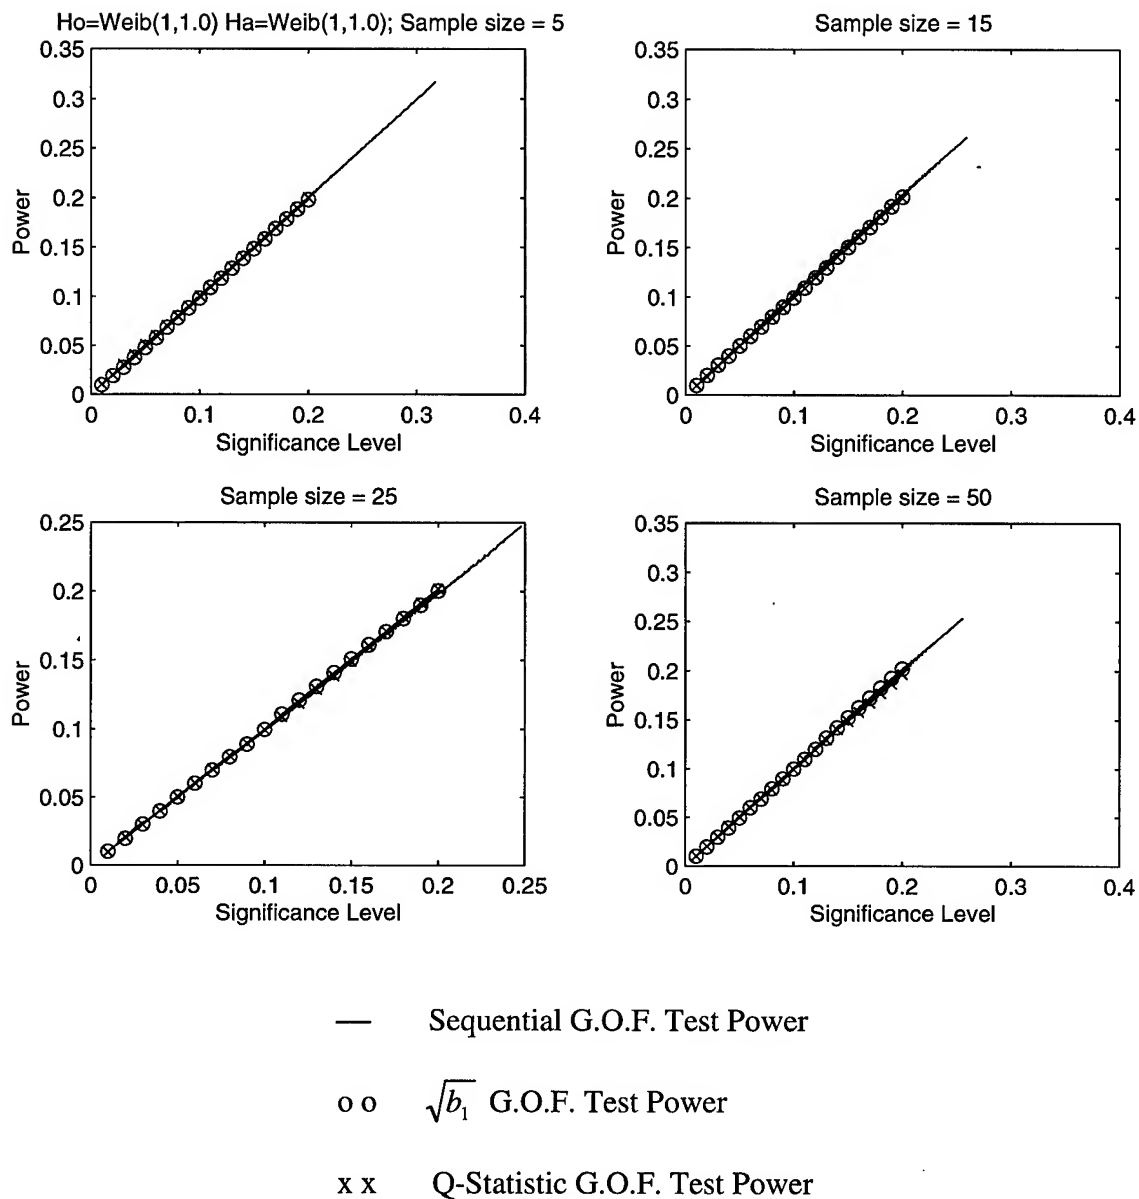 Ho=Weib(1,1.0) Ha=Weib(1,1.0); Sample size = 5
0.35
0.3
0.25
0.2
0.15
0.1
0.05
0
Power
0 0.1 0.2 0.3 0.4
Significance Level
Sample size = 15
0.35
0.3
0.25
0.2
0.15
0.1
0.05
0
Power
0 0.1 0.2 0.3 0.4
Significance Level
Sample size = 25
0.25
0.2
0.15
0.1
0.05
0
Power
0 0.05 0.1 0.15 0.2 0.25
Significance Level
Sample size = 50
0.35
0.3
0.25
0.2
0.15
0.1
0.05
0
Power
0 0.1 0.2 0.3 0.4
Significance Level
— Sequential G.O.F. Test Power
o o √b₁ G.O.F. Test Power
x x Q-Statistic G.O.F. Test Power